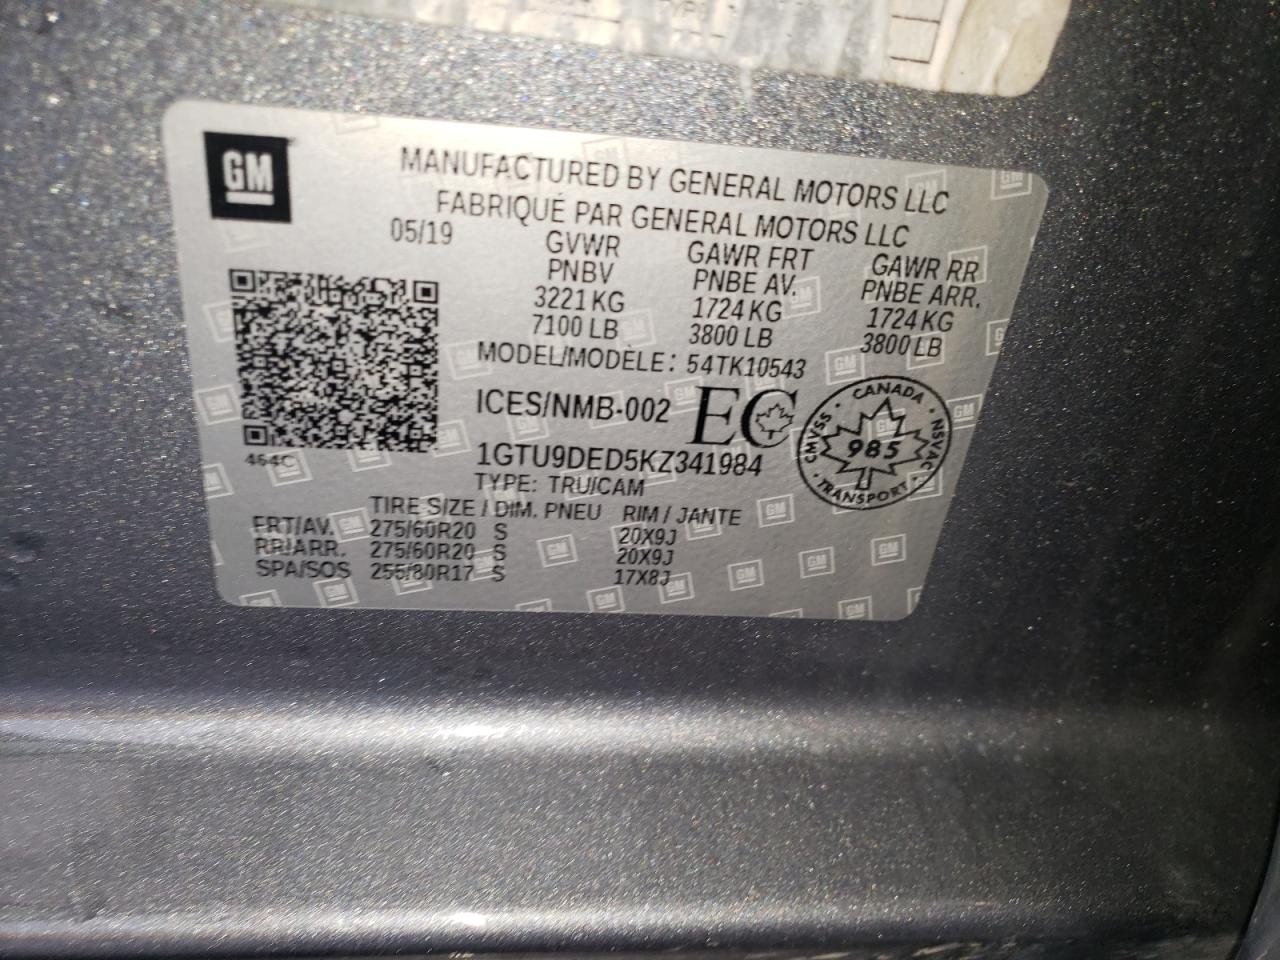 GM
MANUFACTURED BY GENERAL MOTORS LLC
FABRIQUÉ PAR GENERAL MOTORS LLC
05/19 GVWR GAWR FRT GAWR RR
PNBV PNBE AV. PNBE ARR.
3221 KG 1724 KG 1724 KG
7100 LB 3800 LB 3800 LB
MODEL/MODÈLE: 54TK10543
ICES/NMB-002 EC
CANADA
CMVSS 985 NSVAC
TRANSPORT
464C
1GTU9DED5KZ341984
TYPE: TRU/CAM
TIRE SIZE / DIM. PNEU RIM / JANTE
FRT/AV. 275/60R20 S 20X9J
RR/ARR. 275/60R20 S 20X9J
SPA/SOS 255/80R17 S 17X8J